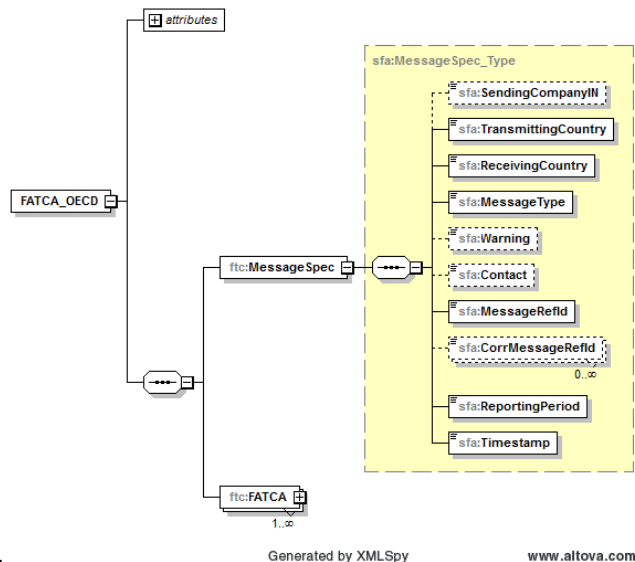 attributes
sfa:MessageSpec_Type
sfa:SendingCompanyIN
sfa:TransmittingCountry
sfa:ReceivingCountry
FATCA_OECD
sfa:MessageType
sfa:Warning
ftc:MessageSpec
sfa:Contact
sfa:MessageRefId
sfa:CorrMessageRefId
0..∞
sfa:ReportingPeriod
sfa:Timestamp
ftc:FATCA
1..∞
Generated by XMLSpy
www.altova.com